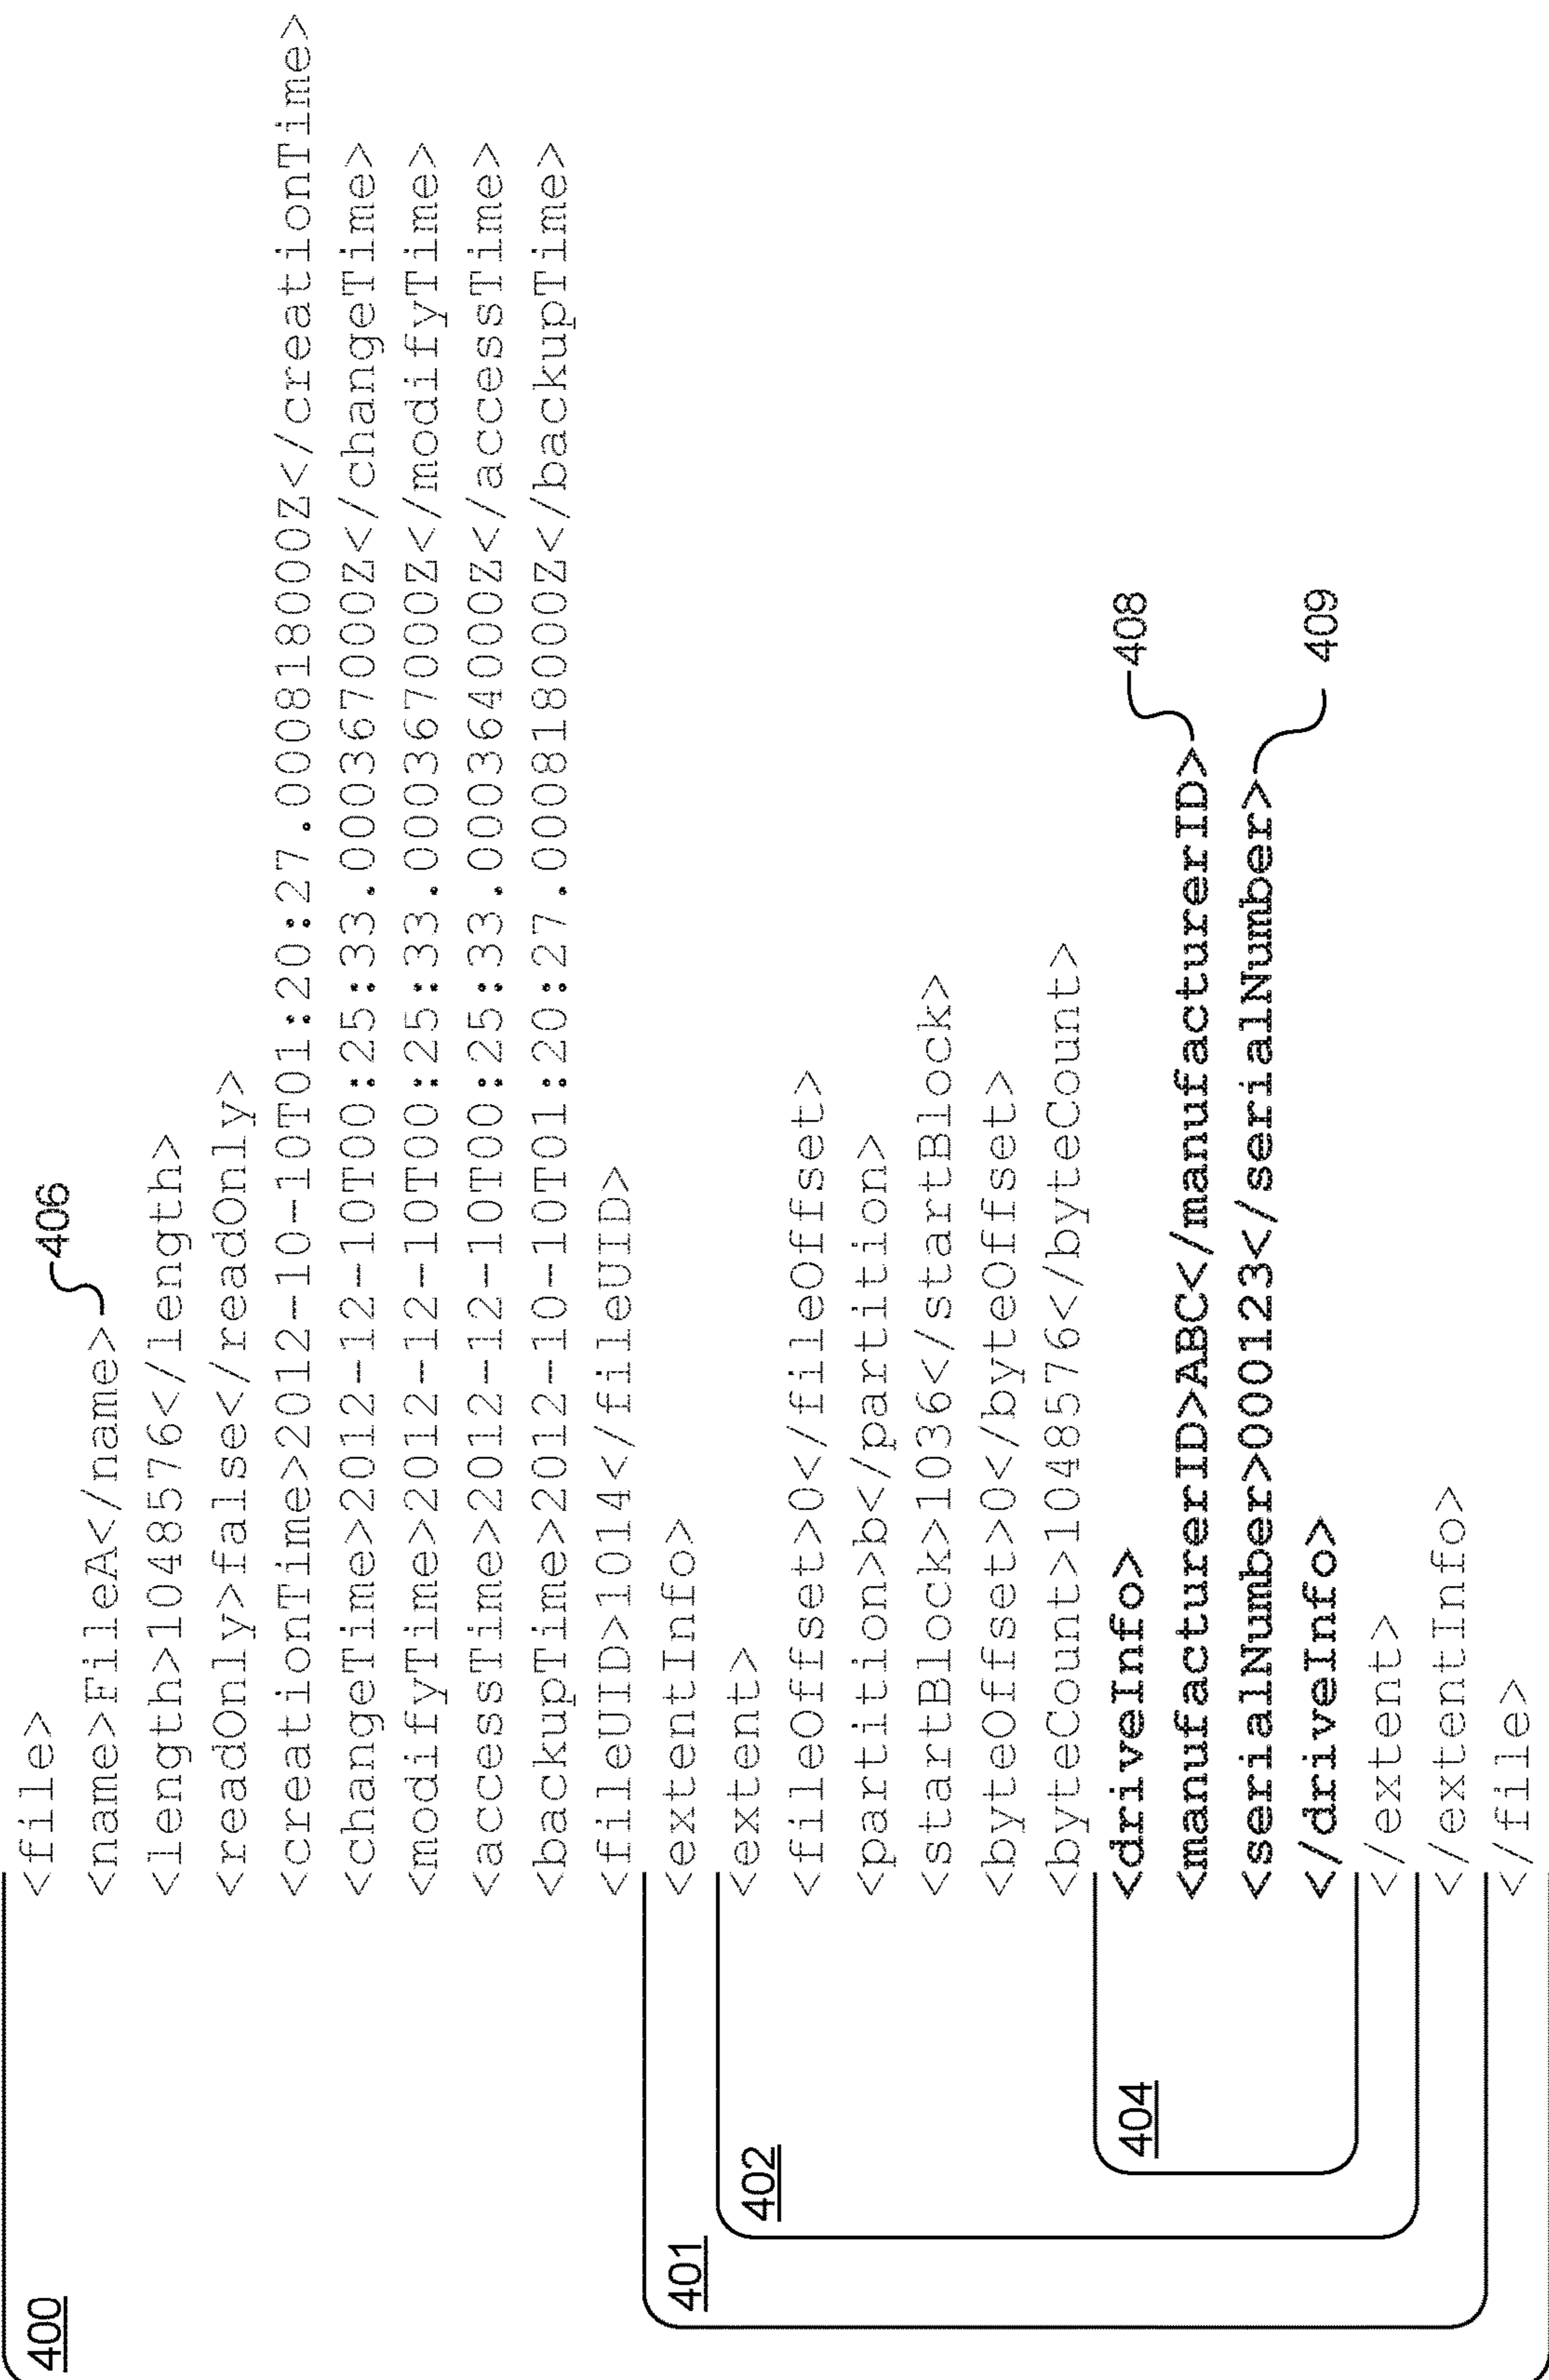 400
<file>
<name>FileA</name> 406
<length>1048576</length>
<readOnly>false</readOnly>
<creationTime>2012-10-10T01:20:27.000818000Z</creationTime>
<changeTime>2012-12-10T00:25:33.000367000Z</changeTime>
<modifyTime>2012-12-10T00:25:33.000367000Z</modifyTime>
<accessTime>2012-12-10T00:25:33.000364000Z</accessTime>
<backupTime>2012-10-10T01:20:27.000818000Z</backupTime>
<fileUID>1014</fileUID>
401 <extentInfo>
402 <extent>
<fileOffset>0</fileOffset>
<partition>b</partition>
<startBlock>1036</startBlock>
<byteOffset>0</byteOffset>
<byteCount>1048576</byteCount>
404 <driveInfo>
<manufacturerID>ABC</manufacturerID> 408
<serialNumber>000123</serialNumber> 409
</driveInfo>
</extent>
</extentInfo>
</file>